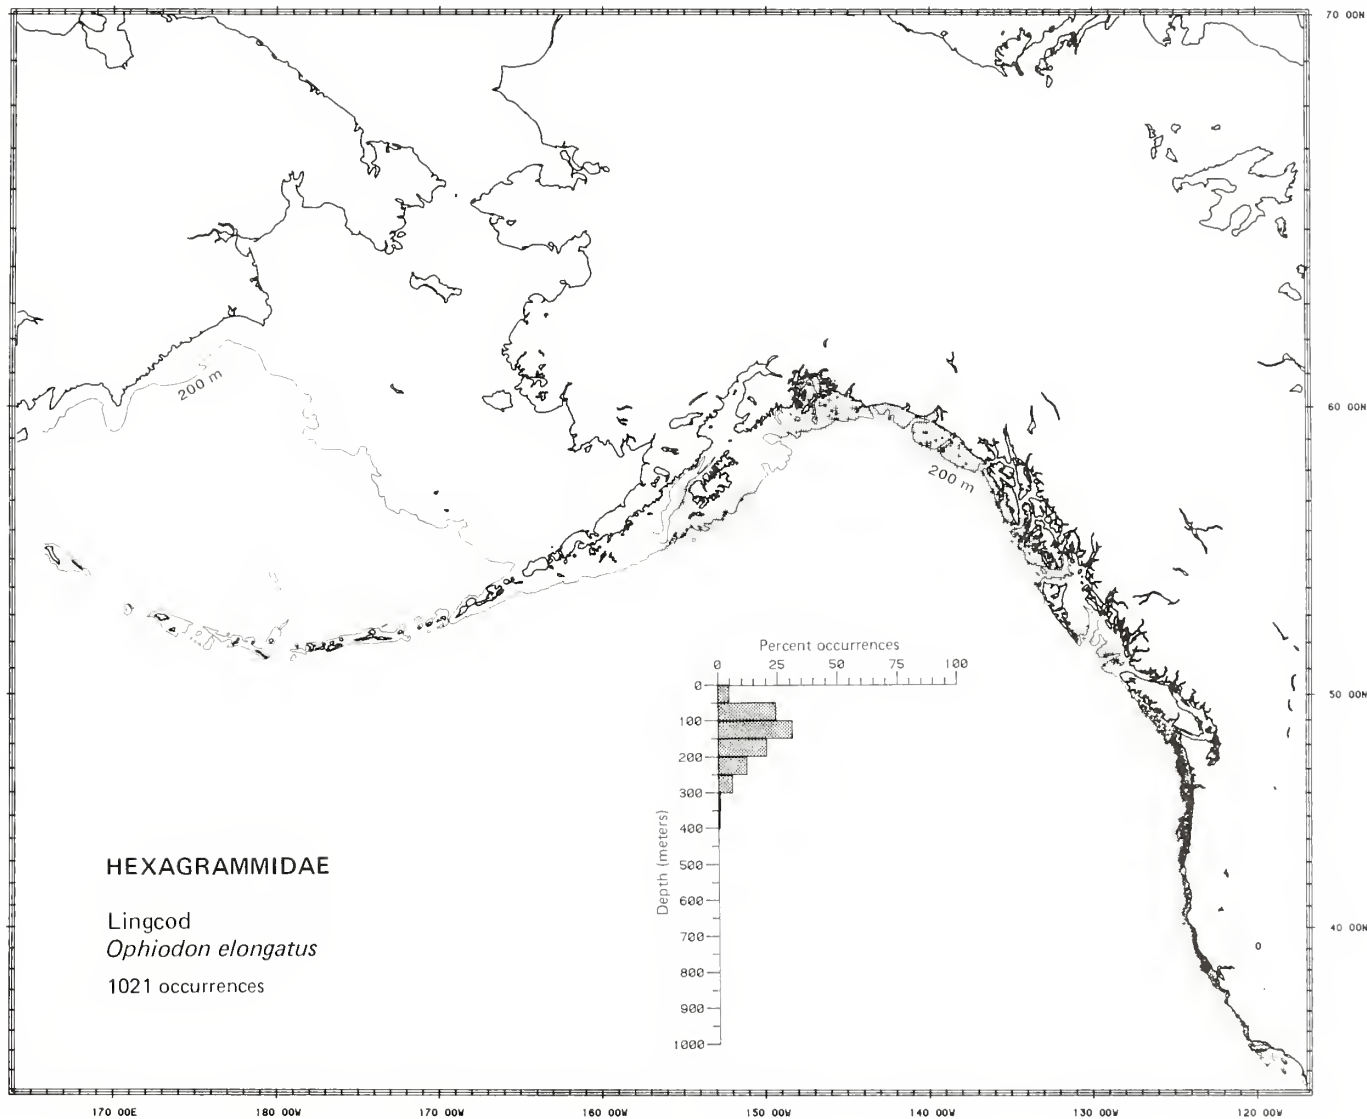 70 00N
200 m
60 00N
200 m
Percent occurrences
0 25 50 75 100
0
50 00N
100
200
300
400
500
600
700
800
900
1000
Depth (meters)
HEXAGRAMMIDAE
Lingcod
Ophiodon elongatus
1021 occurrences
40 00N
170 00E 180 00W 170 00W 160 00W 150 00W 140 00W 130 00W 120 00W